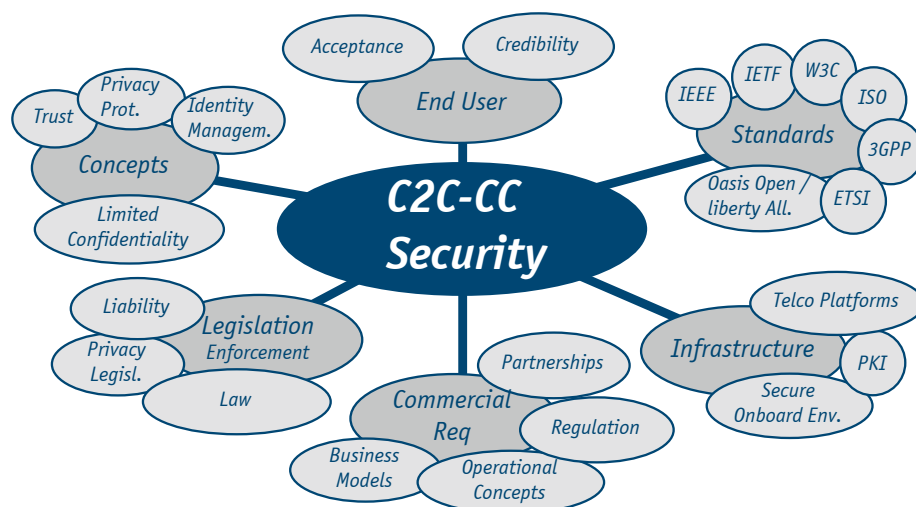 Acceptance
Credibility
End User
Privacy
Prot.
Trust
Identity
Managem.
Concepts
Limited
Confidentiality
IEEE
IETF
W3C
ISO
3GPP
ETSI
Standards
Oasis Open /
liberty All.
C2C-CC
Security
Liability
Legislation
Enforcement
Privacy
Legisl.
Law
Partnerships
Commercial
Req
Regulation
Business
Models
Operational
Concepts
Telco Platforms
Infrastructure
PKI
Secure
Onboard Env.